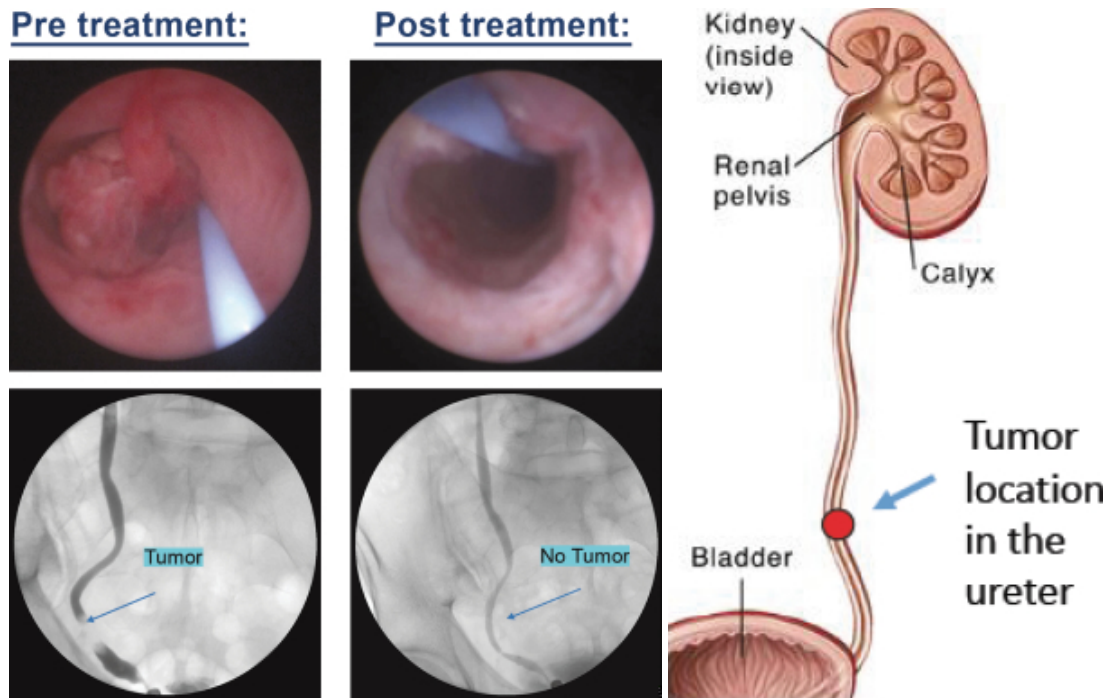 Pre treatment:
Post treatment:
Tumor
No Tumor
Kidney
(inside
view)
Renal
pelvis
Calyx
Tumor
location
in the
ureter
Bladder